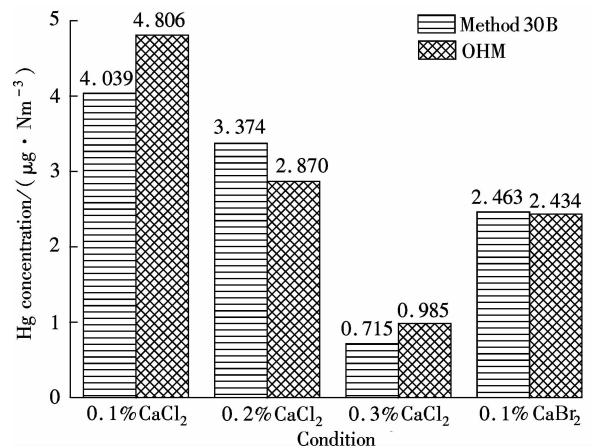 Hg concentration/(μg·Nm⁻³)
5
4
3
2
1
0
Method 30B
OHM
4.039
4.806
3.374
2.870
0.715
0.985
2.463
2.434
0.1%CaCl₂
0.2%CaCl₂
0.3%CaCl₂
0.1%CaBr₂
Condition